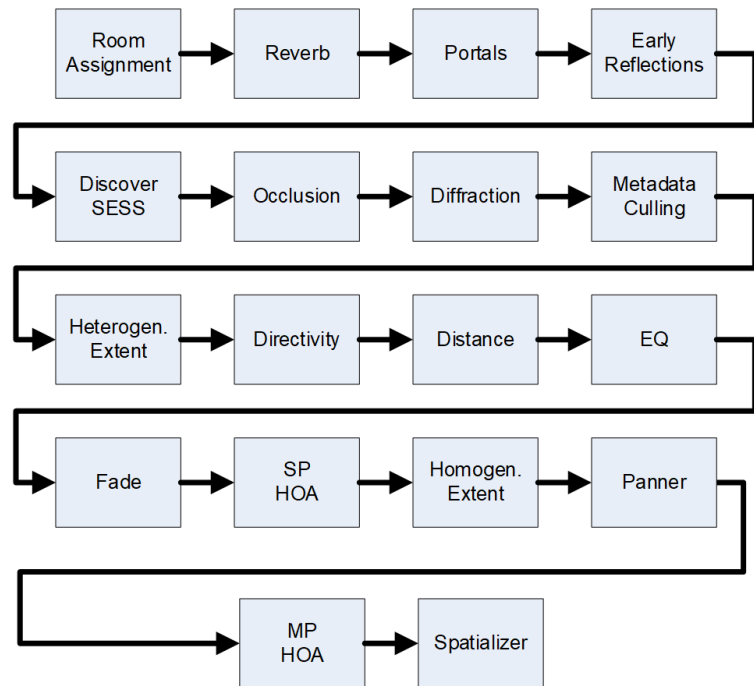 Room
Assignment
Reverb
Portals
Early
Reflections
Discover
SESS
Occlusion
Diffraction
Metadata
Culling
Heterogen.
Extent
Directivity
Distance
EQ
Fade
SP
HOA
Homogen.
Extent
Panner
MP
HOA
Spatializer